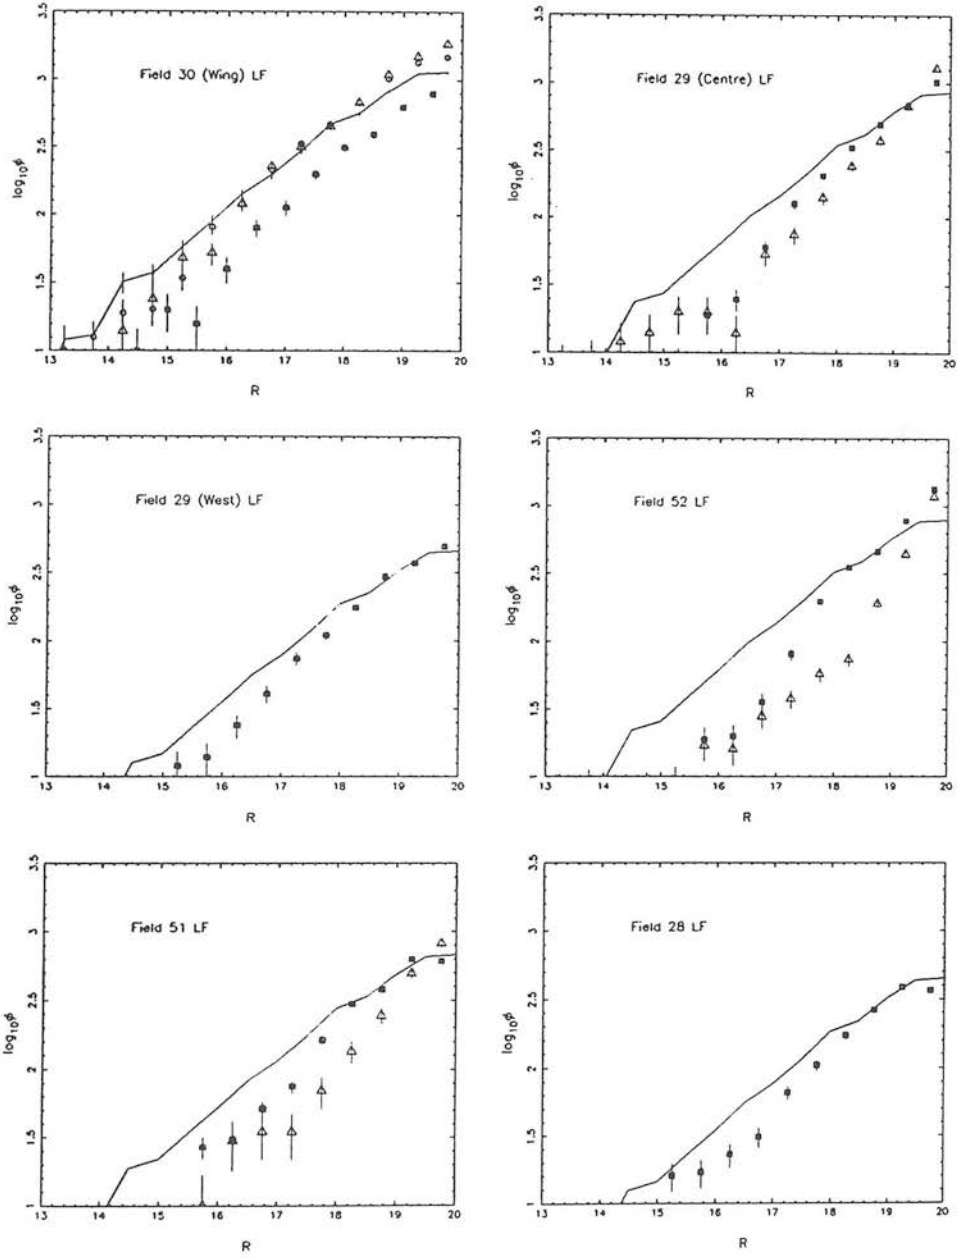 Field 30 (Wing) LF
log10ϕ
3.5
3
2.5
2
1.5
1
13 14 15 16 17 18 19 20
R
Field 29 (Centre) LF
log10ϕ
3.5
3
2.5
2
1.5
1
13 14 15 16 17 18 19 20
R
Field 29 (West) LF
log10ϕ
3.5
3
2.5
2
1.5
1
13 14 15 16 17 18 19 20
R
Field 52 LF
log10ϕ
3.5
3
2.5
2
1.5
1
13 14 15 16 17 18 19 20
R
Field 51 LF
log10ϕ
3.5
3
2.5
2
1.5
1
13 14 15 16 17 18 19 20
R
Field 28 LF
log10ϕ
3.5
3
2.5
2
1.5
1
13 14 15 16 17 18 19 20
R